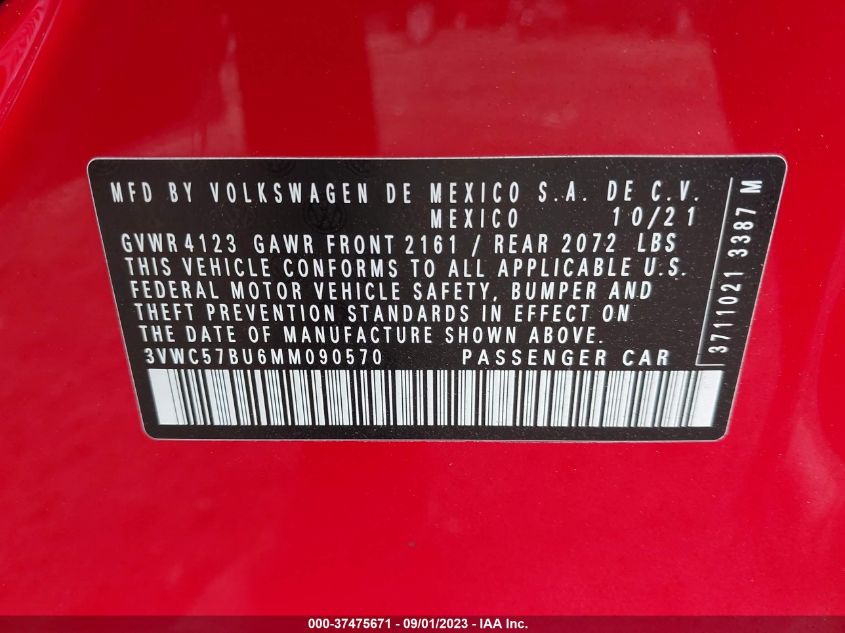 MFD BY VOLKSWAGEN DE MEXICO S.A. DE C.V.
MEXICO 10/21
GVWR 4123 GAWR FRONT 2161 / REAR 2072 LBS
THIS VEHICLE CONFORMS TO ALL APPLICABLE U.S.
FEDERAL MOTOR VEHICLE SAFETY, BUMPER AND
THEFT PREVENTION STANDARDS IN EFFECT ON
THE DATE OF MANUFACTURE SHOWN ABOVE.
3VWC57BU6MM090570 PASSENGER CAR
3711021 3387 M
000-37475671 - 09/01/2023 - IAA Inc.